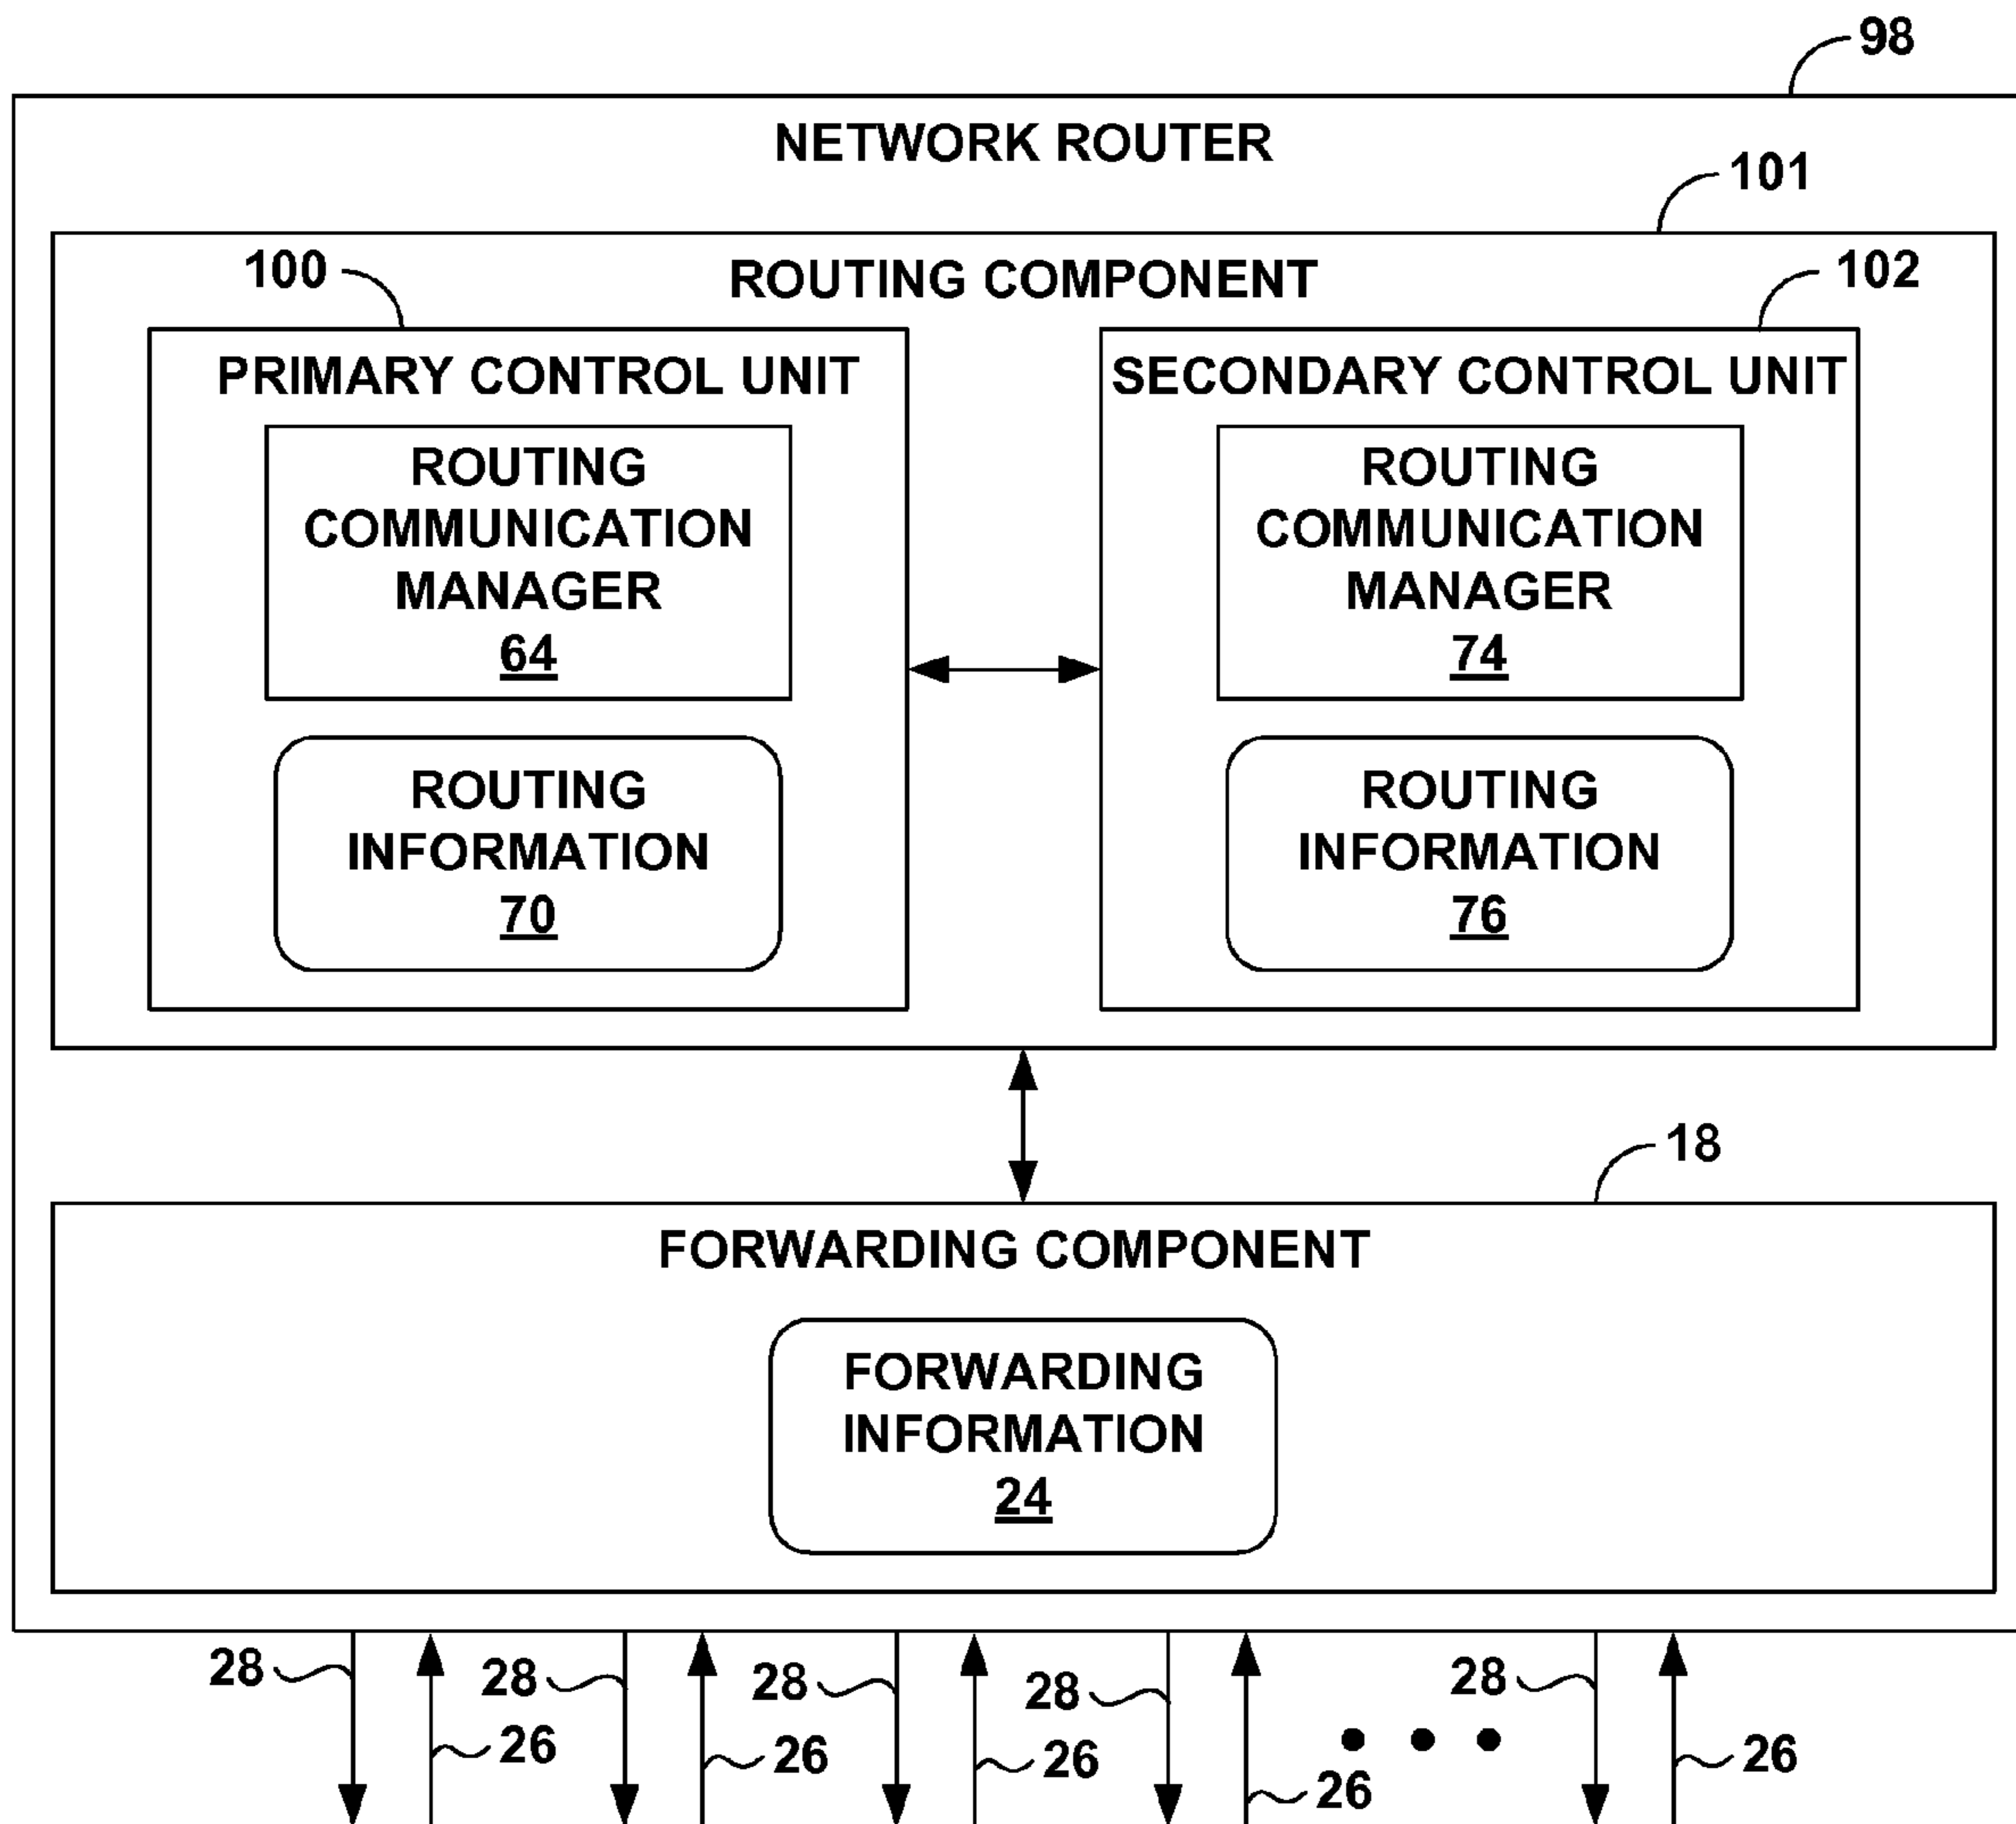 98
NETWORK ROUTER
101
ROUTING COMPONENT
100
102
PRIMARY CONTROL UNIT
ROUTING
COMMUNICATION
MANAGER
64
ROUTING
INFORMATION
70
SECONDARY CONTROL UNIT
ROUTING
COMMUNICATION
MANAGER
74
ROUTING
INFORMATION
76
18
FORWARDING COMPONENT
FORWARDING
INFORMATION
24
28
26
28
26
28
26
28
26
28
26